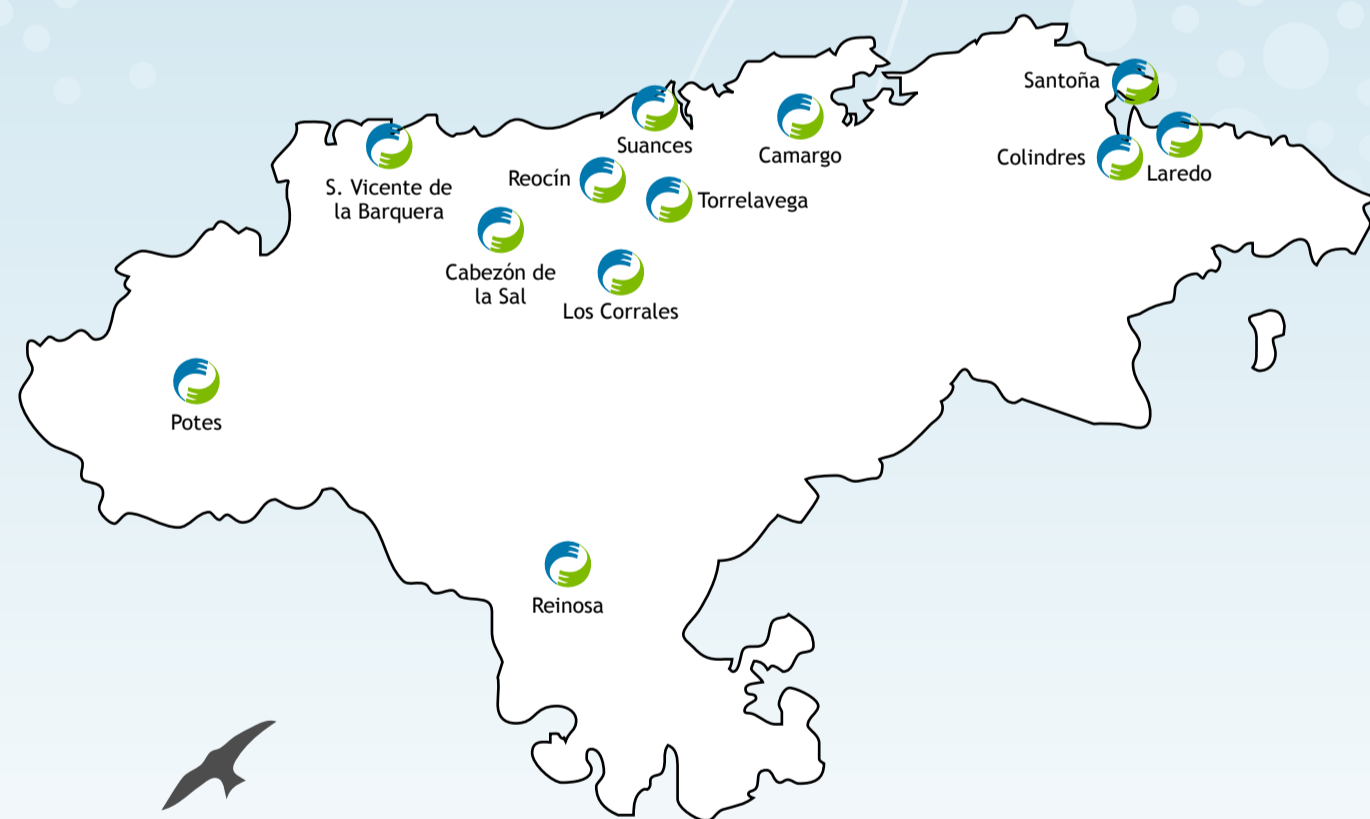 Santoña
Suances
Camargo
Colindres
Laredo
Reocín
S. Vicente de
la Barquera
Torrelavega
Cabezón de
la Sal
Los Corrales
Potes
Reinosa